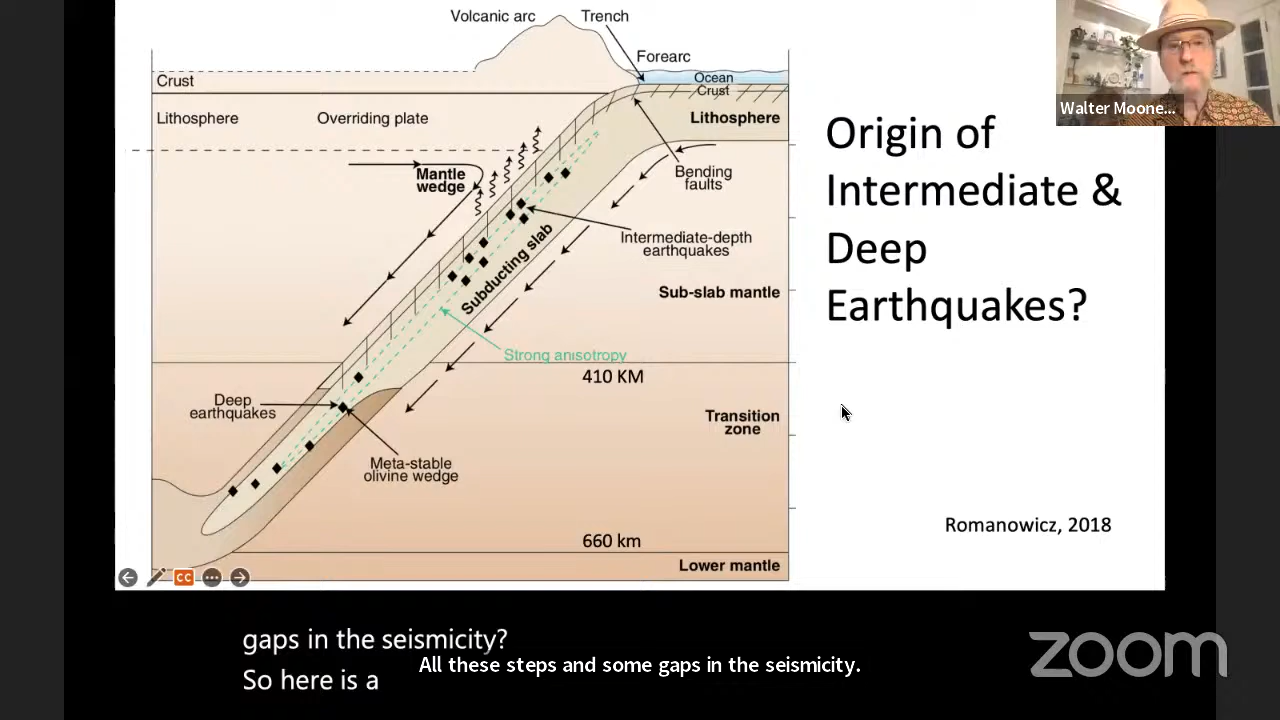 Volcanic arc
Trench
Forearc
Crust
Ocean
Crust
Lithosphere
Overriding plate
Lithosphere
Mantle
wedge
Bending
faults
Intermediate-depth
earthquakes
Subducting slab
Sub-slab mantle
Strong anisotropy
410 KM
Deep
earthquakes
Transition
zone
Meta-stable
olivine wedge
660 km
Lower mantle
Origin of
Intermediate &
Deep
Earthquakes?
Romanowicz, 2018
Walter Moone...
CC
gaps in the seismicity?
So here is a
All these steps and some gaps in the seismicity.
zoom